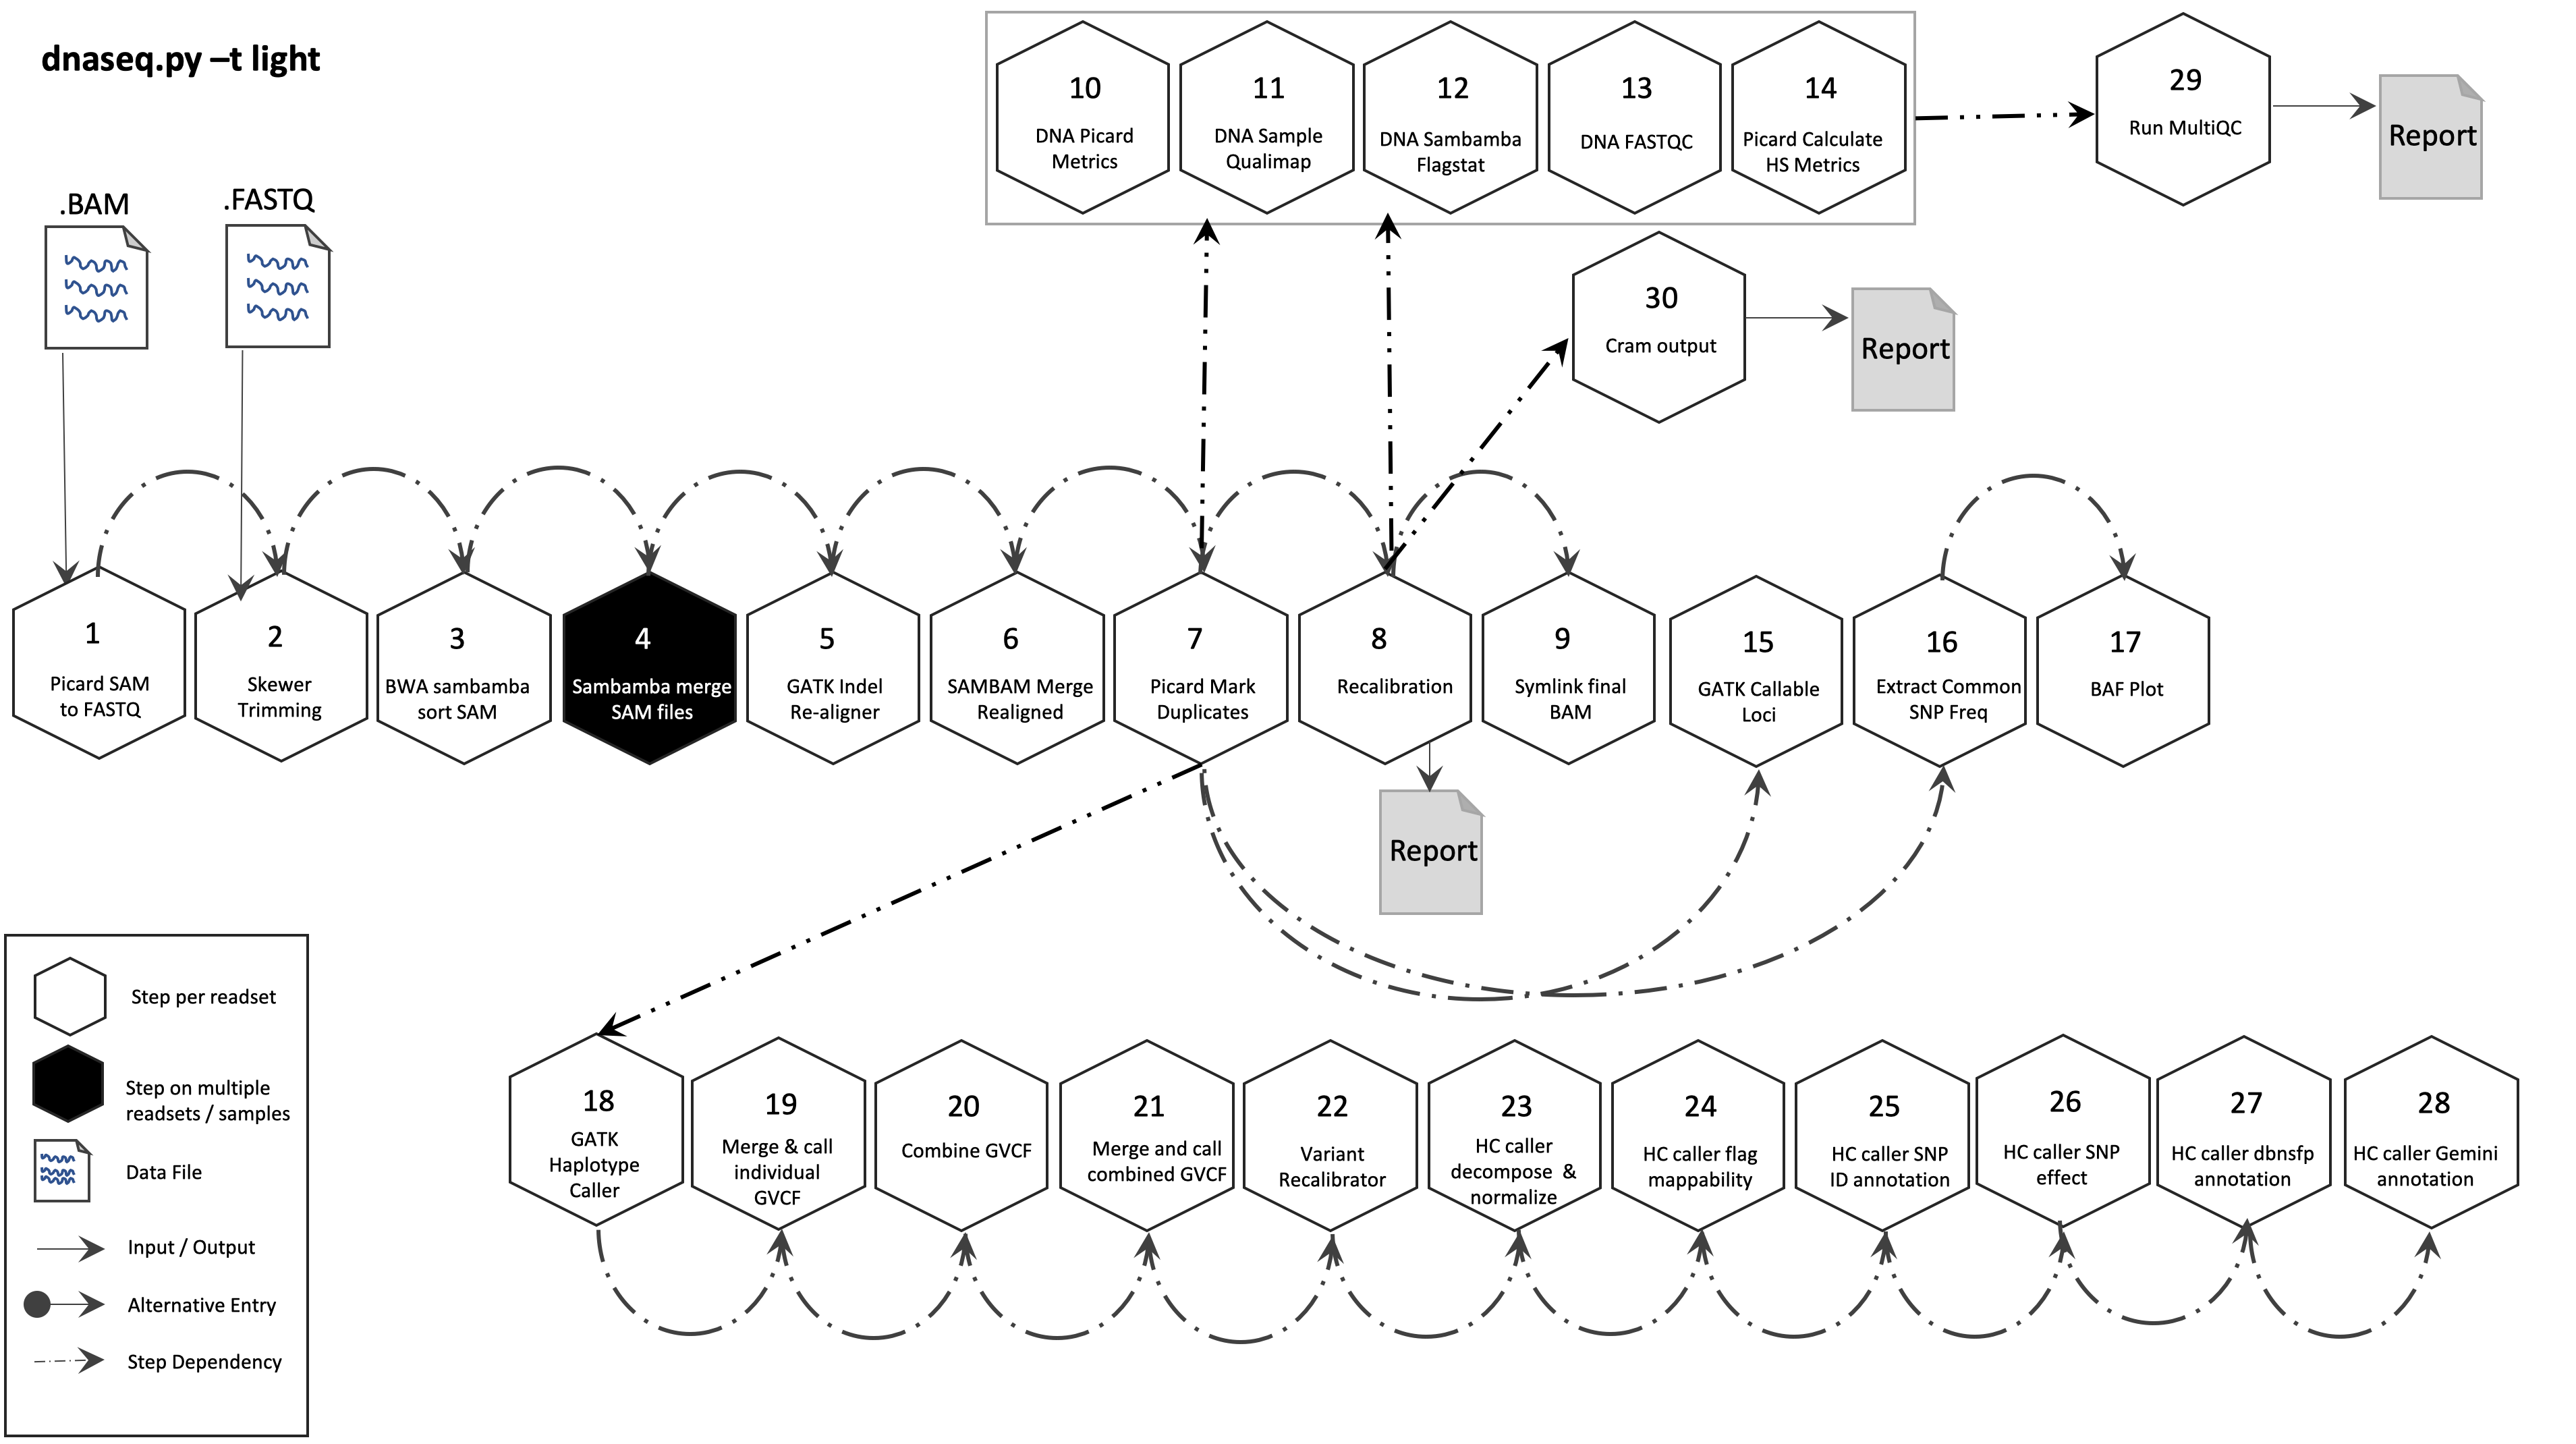 dnaseq.py –t light
10
DNA Picard
Metrics
11
DNA Sample
Qualimap
12
DNA Sambamba
Flagstat
13
DNA FASTQC
14
Picard Calculate
HS Metrics
29
Run MultiQC
Report
.BAM
.FASTQ
30
Cram output
Report
1
Picard SAM
to FASTQ
2
Skewer
Trimming
3
BWA sambamba
sort SAM
4
Sambamba merge
SAM files
5
GATK Indel
Re-aligner
6
SAMBAM Merge
Realigned
7
Picard Mark
Duplicates
8
Recalibration
9
Symlink final
BAM
15
GATK Callable
Loci
16
Extract Common
SNP Freq
17
BAF Plot
Report
18
GATK
Haplotype
Caller
19
Merge & call
individual
GVCF
20
Combine GVCF
21
Merge and call
combined GVCF
22
Variant
Recalibrator
23
HC caller
decompose &
normalize
24
HC caller flag
mappability
25
HC caller SNP
ID annotation
26
HC caller SNP
effect
27
HC caller dbnsfp
annotation
28
HC caller Gemini
annotation
Step per readset
Step on multiple
readsets / samples
Data File
Input / Output
Alternative Entry
Step Dependency